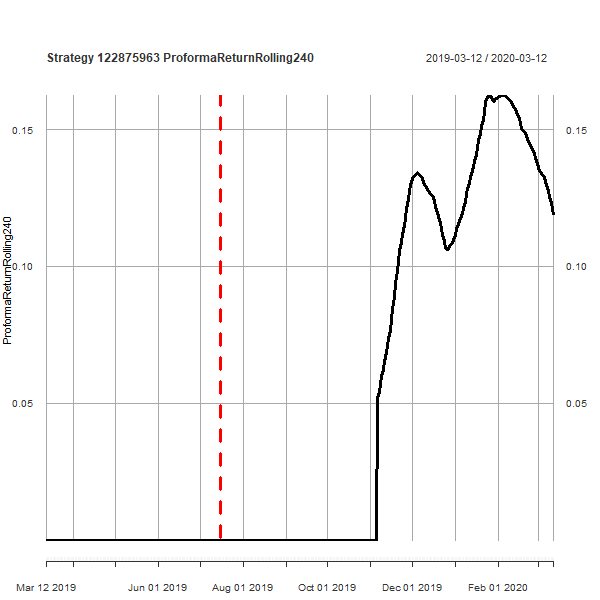 Strategy 122875963 ProformaReturnRolling240
2019-03-12 / 2020-03-12
ProformaReturnRolling240
0.15
0.15
0.10
0.10
0.05
0.05
Mar 12 2019
Jun 01 2019
Aug 01 2019
Oct 01 2019
Dec 01 2019
Feb 01 2020